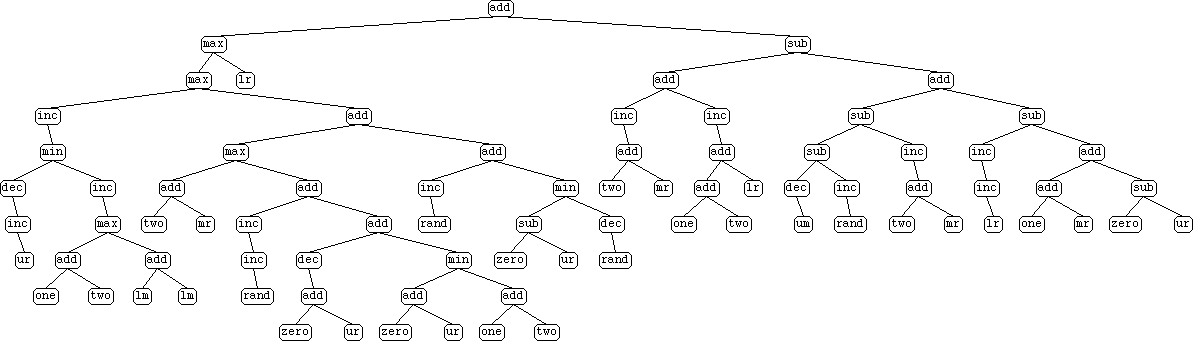 add
max sub
max lr add add
inc add inc inc sub sub
min max add add add sub inc inc add
dec inc add add inc min two mr add lr dec inc add inc add sub
inc max two mr inc add rand sub dec one two um rand two mr lr one mr zero ur
ur add add inc dec min zero ur rand
one two lm lm rand add add add
zero ur zero ur one two